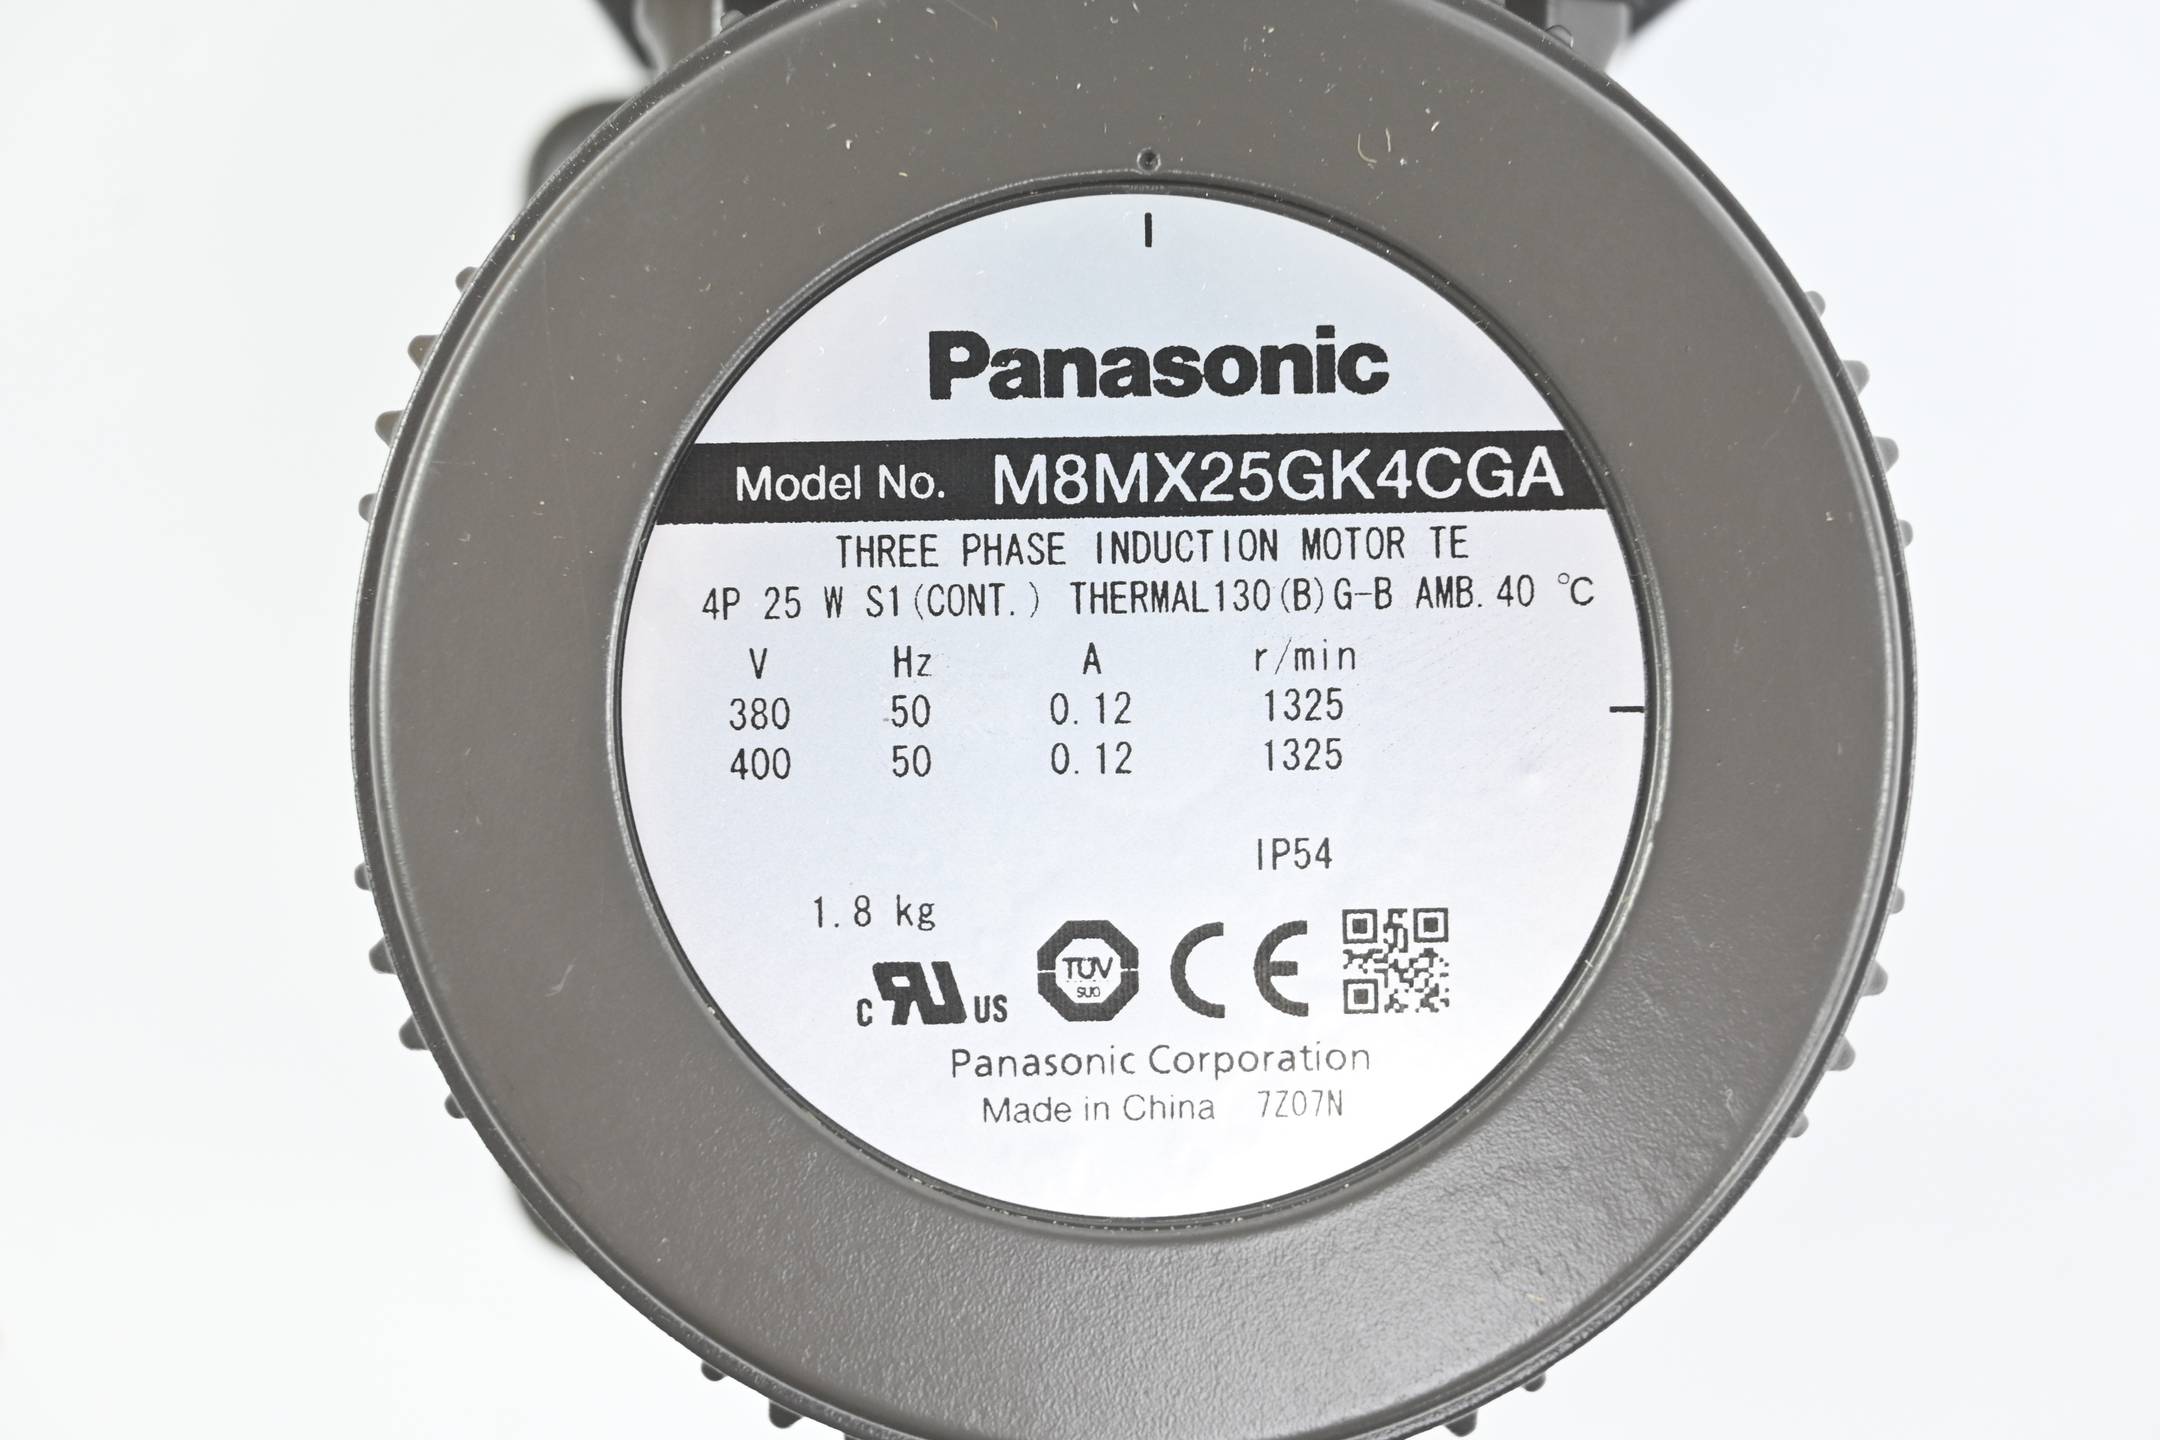 Panasonic
Model No. M8MX25GK4CGA
THREE PHASE INDUCTION MOTOR TE
4P 25 W S1(CONT.) THERMAL130(B)G-B AMB.40 ℃
V Hz A r/min
380 50 0.12 1325
400 50 0.12 1325
IP54
1.8 kg
c RU US TÜV SÜD CE
Panasonic Corporation
Made in China 7Z07N